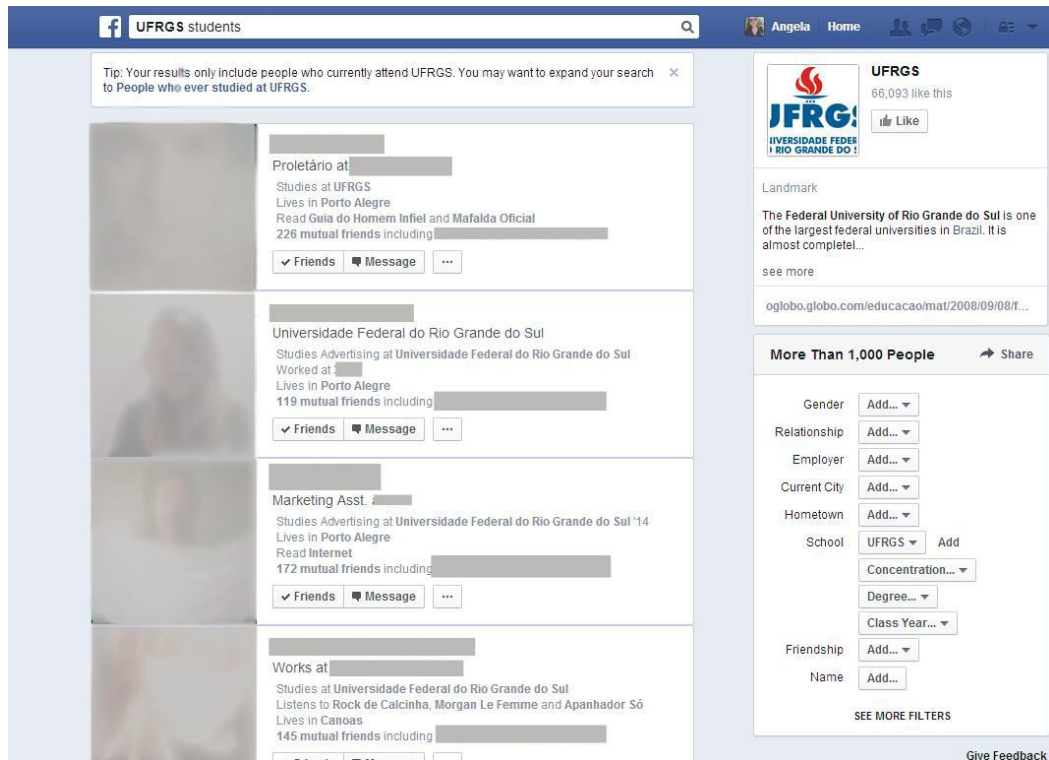 UFRGS students
Angela Home
Tip: Your results only include people who currently attend UFRGS. You may want to expand your search
to People who ever studied at UFRGS.
Proletário at
Studies at UFRGS
Lives in Porto Alegre
Read Guia do Homem Infiel and Mafalda Oficial
226 mutual friends including
Friends Message ...
Universidade Federal do Rio Grande do Sul
Studies Advertising at Universidade Federal do Rio Grande do Sul
Worked at
Lives in Porto Alegre
119 mutual friends including
Friends Message ...
Marketing Asst.
Studies Advertising at Universidade Federal do Rio Grande do Sul '14
Lives in Porto Alegre
Read Internet
172 mutual friends including
Friends Message ...
Works at
Studies at Universidade Federal do Rio Grande do Sul
Listens to Rock de Calcinha, Morgan Le Femme and Apanhador Só
Lives in Canoas
145 mutual friends including
UFRGS
66,093 like this
Like
UFRGS
IIVERSIDADE FEDER
RIO GRANDE DO
Landmark
The Federal University of Rio Grande do Sul is one
of the largest federal universities in Brazil. It is
almost completel...
see more
oglobo.globo.com/educacao/mat/2008/09/08/f...
More Than 1,000 People Share
Gender Add...
Relationship Add...
Employer Add...
Current City Add...
Hometown Add...
School UFRGS Add
Concentration...
Degree...
Class Year...
Friendship Add...
Name Add...
SEE MORE FILTERS
Give Feedback